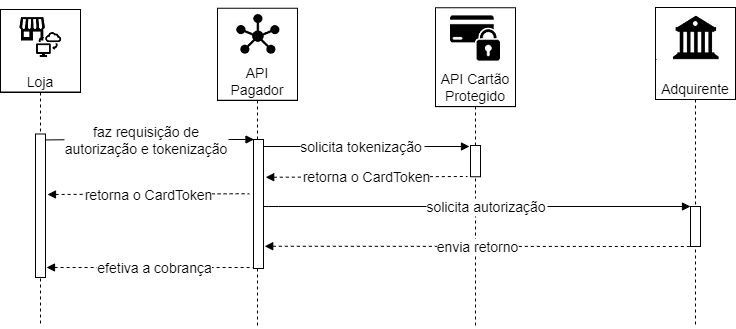 Loja
API
Pagador
API Cartão
Protegido
Adquirente
faz requisição de
autorização e tokenização
solicita tokenização
retorna o CardToken
retorna o CardToken
solicita autorização
envia retorno
efetiva a cobrança